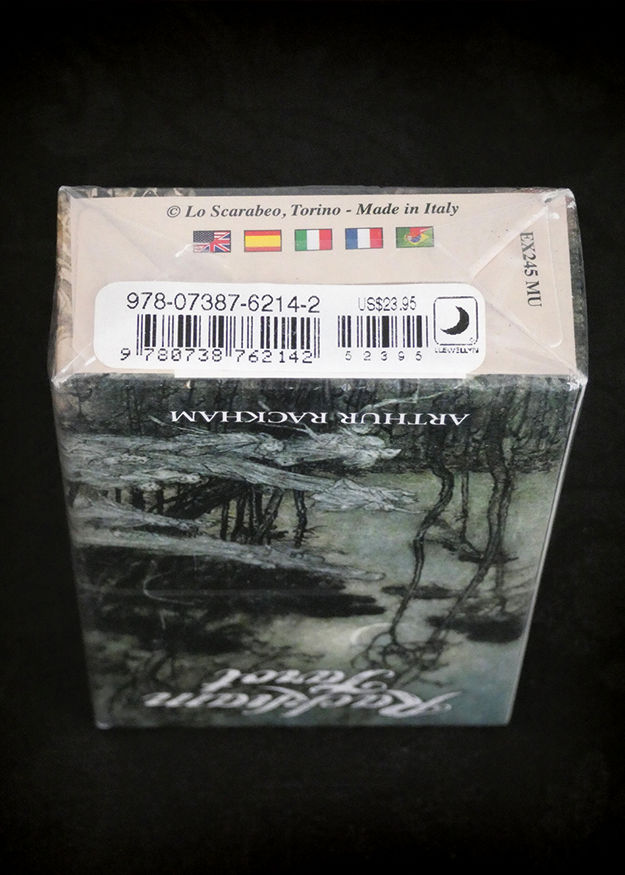 © Lo Scarabeo, Torino - Made in Italy
EX245 MU
978-07387-6214-2
US$23.95
9 780738 762142
52395
LLEWELLYN
ARTHUR RACKHAM
Rackham
Tarot